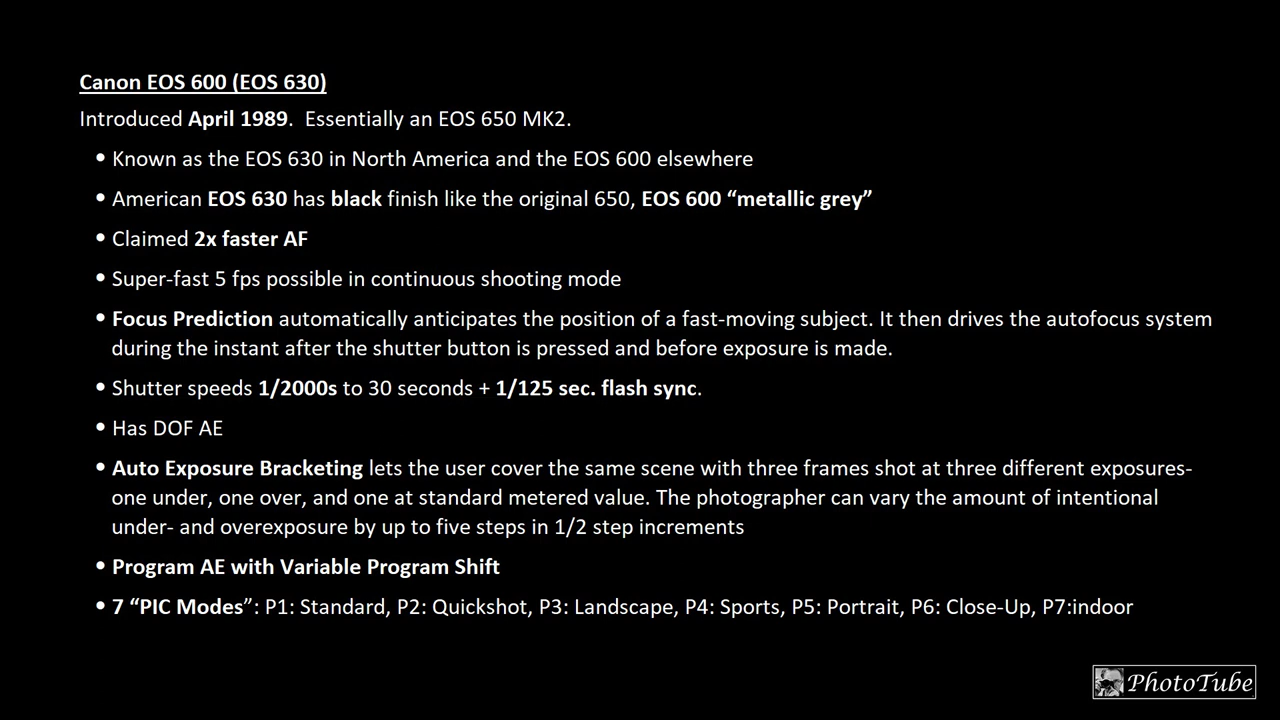 Canon EOS 600 (EOS 630)
Introduced April 1989.  Essentially an EOS 650 MK2.
• Known as the EOS 630 in North America and the EOS 600 elsewhere
• American EOS 630 has black finish like the original 650, EOS 600 “metallic grey”
• Claimed 2x faster AF
• Super-fast 5 fps possible in continuous shooting mode
• Focus Prediction automatically anticipates the position of a fast-moving subject. It then drives the autofocus system
during the instant after the shutter button is pressed and before exposure is made.
• Shutter speeds 1/2000s to 30 seconds + 1/125 sec. flash sync.
• Has DOF AE
• Auto Exposure Bracketing lets the user cover the same scene with three frames shot at three different exposures-
one under, one over, and one at standard metered value. The photographer can vary the amount of intentional
under- and overexposure by up to five steps in 1/2 step increments
• Program AE with Variable Program Shift
• 7 “PIC Modes”: P1: Standard, P2: Quickshot, P3: Landscape, P4: Sports, P5: Portrait, P6: Close-Up, P7:indoor
PhotoTube